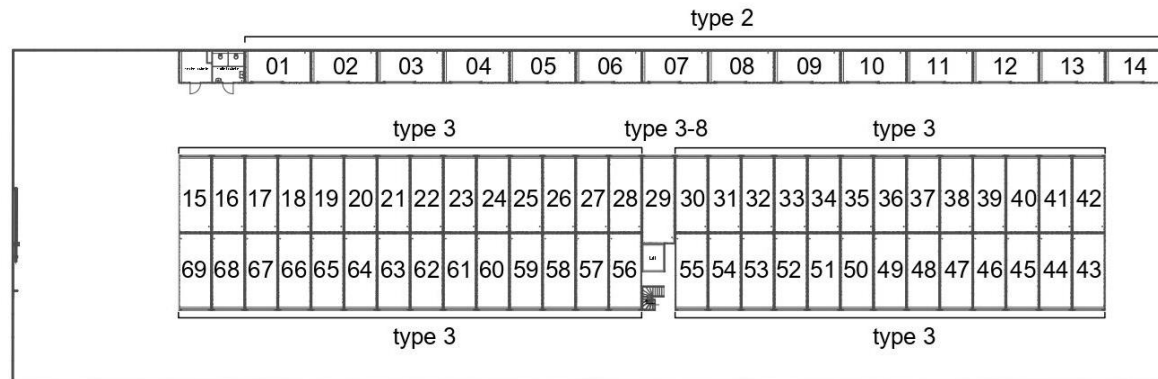 type 2
01 02 03 04 05 06 07 08 09 10 11 12 13 14
type 3 type 3-8 type 3
15 16 17 18 19 20 21 22 23 24 25 26 27 28 29 30 31 32 33 34 35 36 37 38 39 40 41 42
69 68 67 66 65 64 63 62 61 60 59 58 57 56 55 54 53 52 51 50 49 48 47 46 45 44 43
type 3 type 3